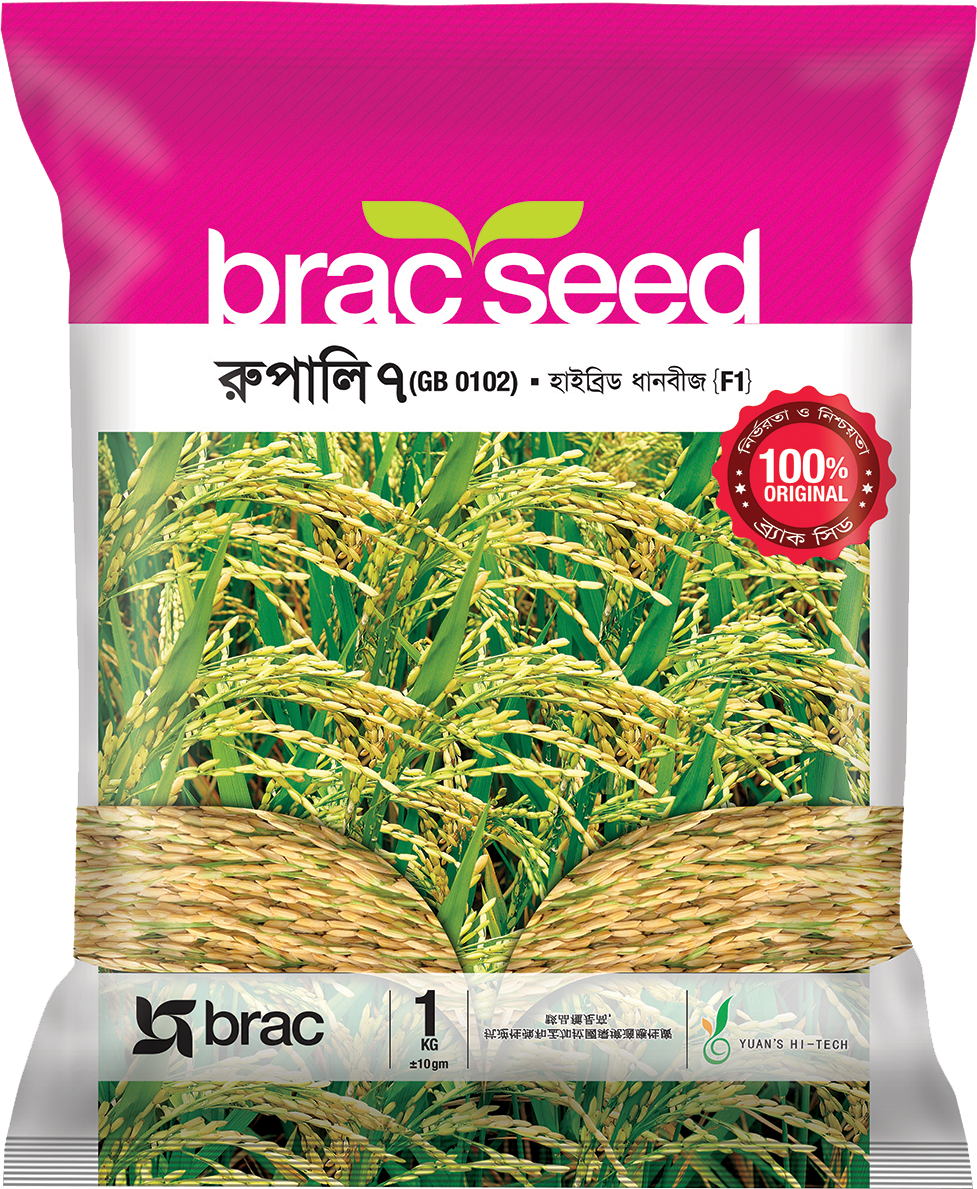 brac seed
রুপালি ৭ (GB 0102) ▪ হাইব্রিড ধানবীজ {F1}
নির্ভরতা ও নিশ্চয়তা
100%
ORIGINAL
ব্র্যাক সিড
brac
1
KG
±10gm
YUAN'S HI-TECH